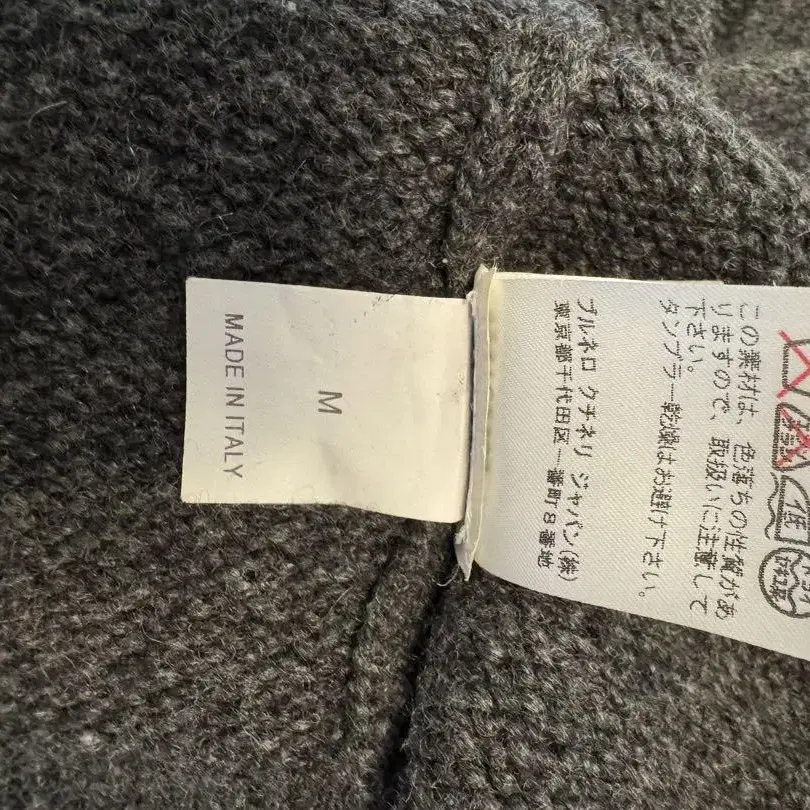 この素材は、色落ちの性質があ
りますので、取扱いに注意して
下さい。
タンブラー乾燥はお避け下さい。
ブルネロ クチネリ ジャパン(株)
東京都千代田区一番町8番地
M
MADE IN ITALY